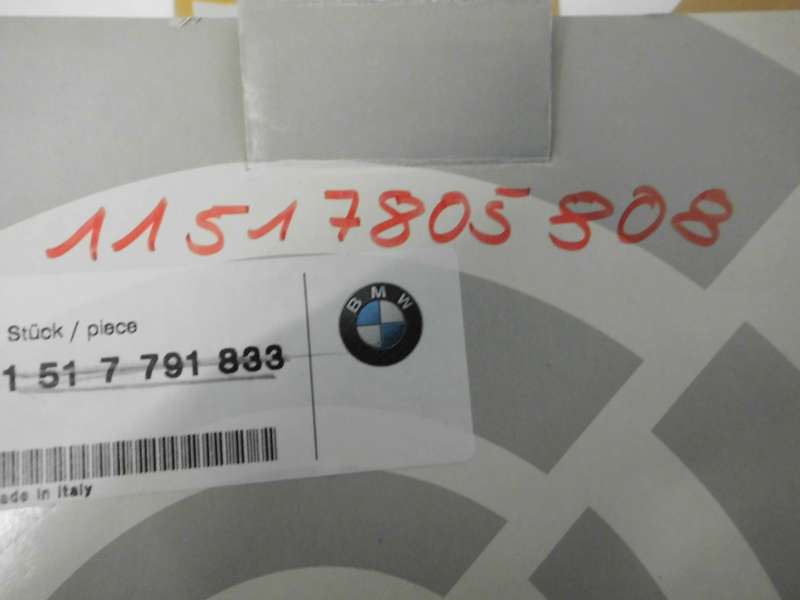 11517805808
BMW
Stück / piece
1 51 7 791 833
ade in Italy